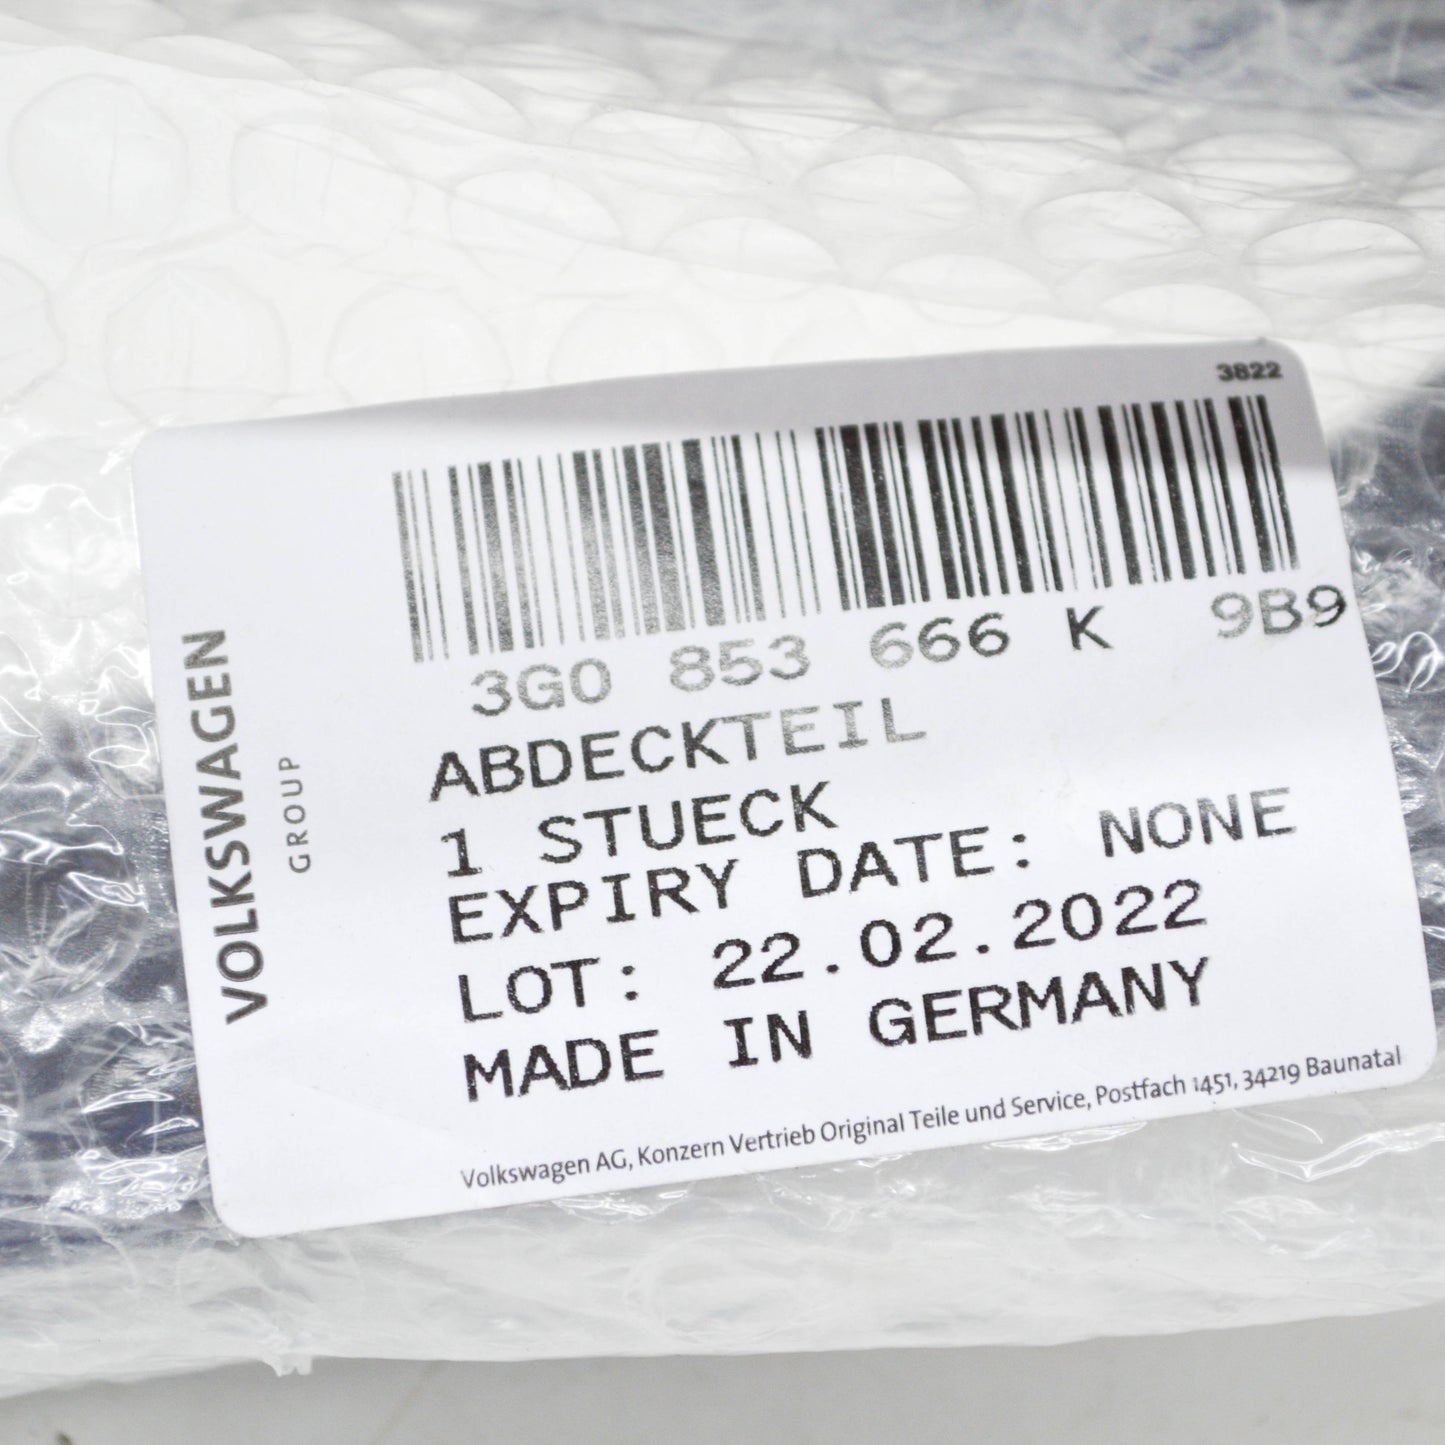 3822
3G0 853 666 K 9B9
ABDECKTEIL
1 STUECK
EXPIRY DATE: NONE
LOT: 22.02.2022
MADE IN GERMANY
Volkswagen AG, Konzern Vertrieb Original Teile und Service, Postfach 1451, 34219 Baunatal
VOLKSWAGEN
GROUP